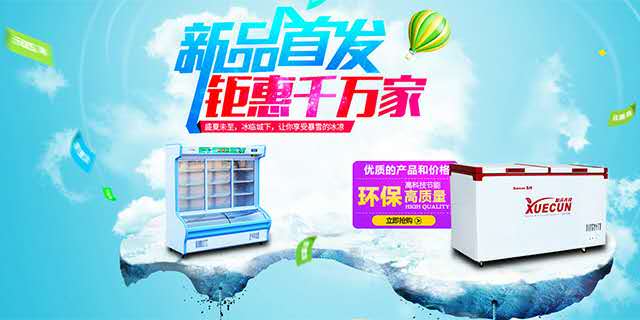 新品首发
钜惠千万家
盛夏未至，冰临城下，让你享受暴雪的冰凉
优质的产品和价格
环保
高科技节能
高质量
HIGH QUALITY
立即抢购
XUECUN